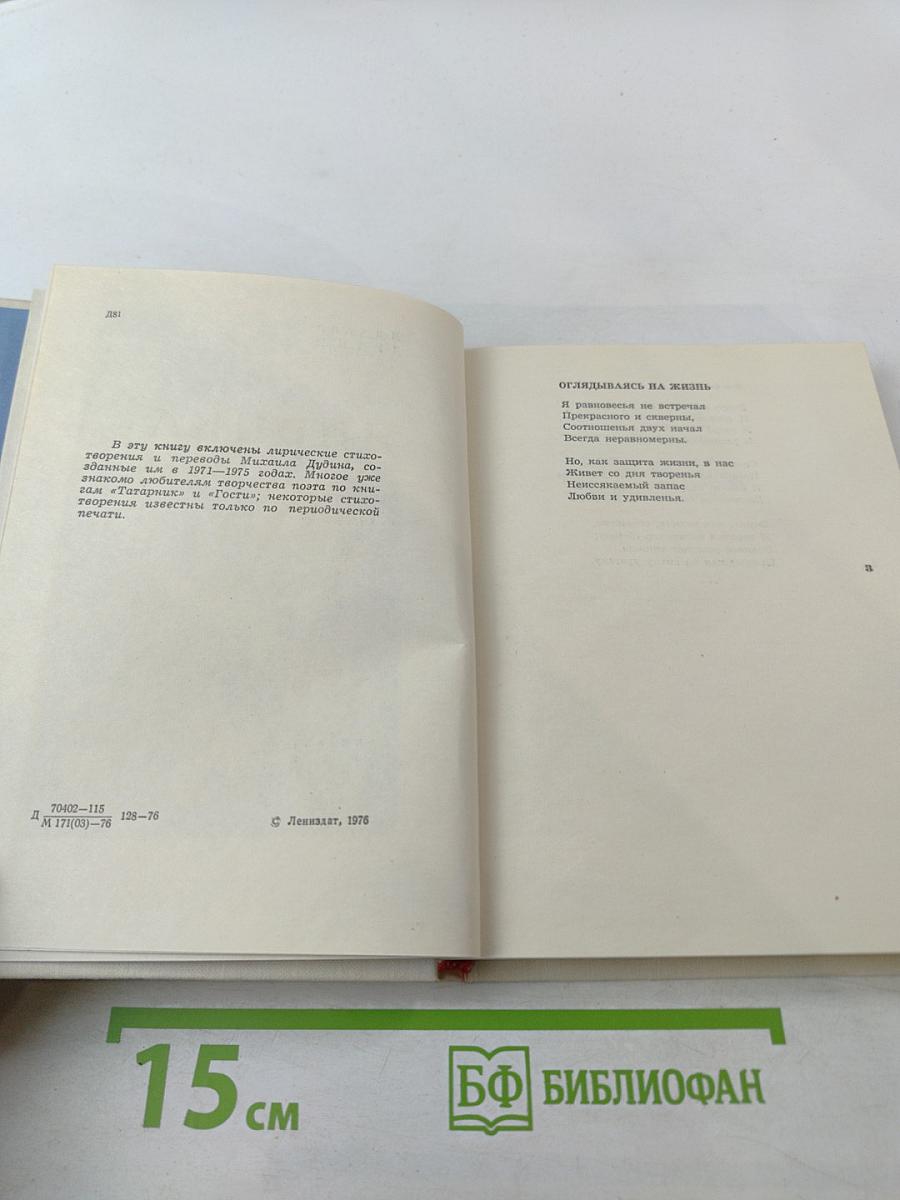 Д81
В эту книгу включены лирические стихо-
творения и переводы Михаила Дудина, со-
зданные им в 1971—1975 годах. Многое уже
знакомо любителям творчества поэта по кни-
гам «Татарник» и «Гости»; некоторые стихо-
творения известны только по периодической
печати.
Д 70402—115
М 171(03)—76 128—76
© Лениздат, 1976
ОГЛЯДЫВАЯСЬ НА ЖИЗНЬ
Я равновесья не встречал
Прекрасного и скверны,
Соотношенья двух начал
Всегда неравномерны.
Но, как защита жизни, в нас
Живет со дня творенья
Неиссякаемый запас
Любви и удивленья.
3
15 см
БФ БИБЛИОФАН